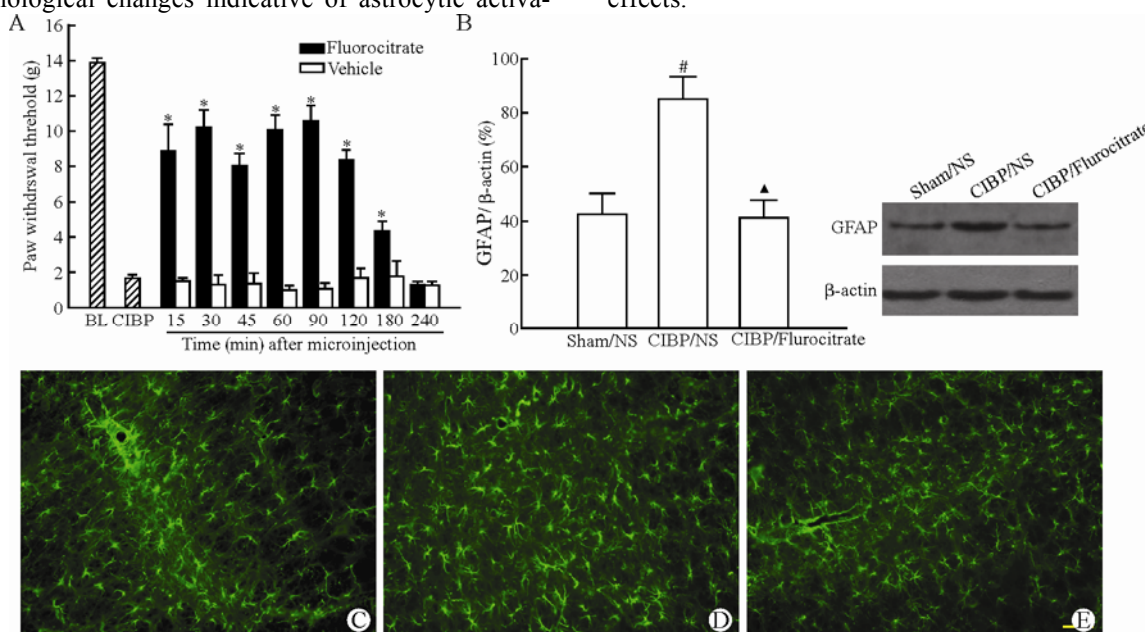 nological changes indicative of astrocytic activa-
effects.
A
Paw withdrswal threhold (g)
16
14
12
10
8
6
4
2
0
Fluorocitrate
Vehicle
* * * * * * *
BL CIBP 15 30 45 60 90 120 180 240
Time (min) after microinjection
B
GFAP/ β-actin (%)
100
80
60
40
20
0
#
▲
Sham/NS CIBP/NS CIBP/Flurocitrate
Sham/NS CIBP/NS CIBP/Flurocitrate
GFAP
β-actin
C D E